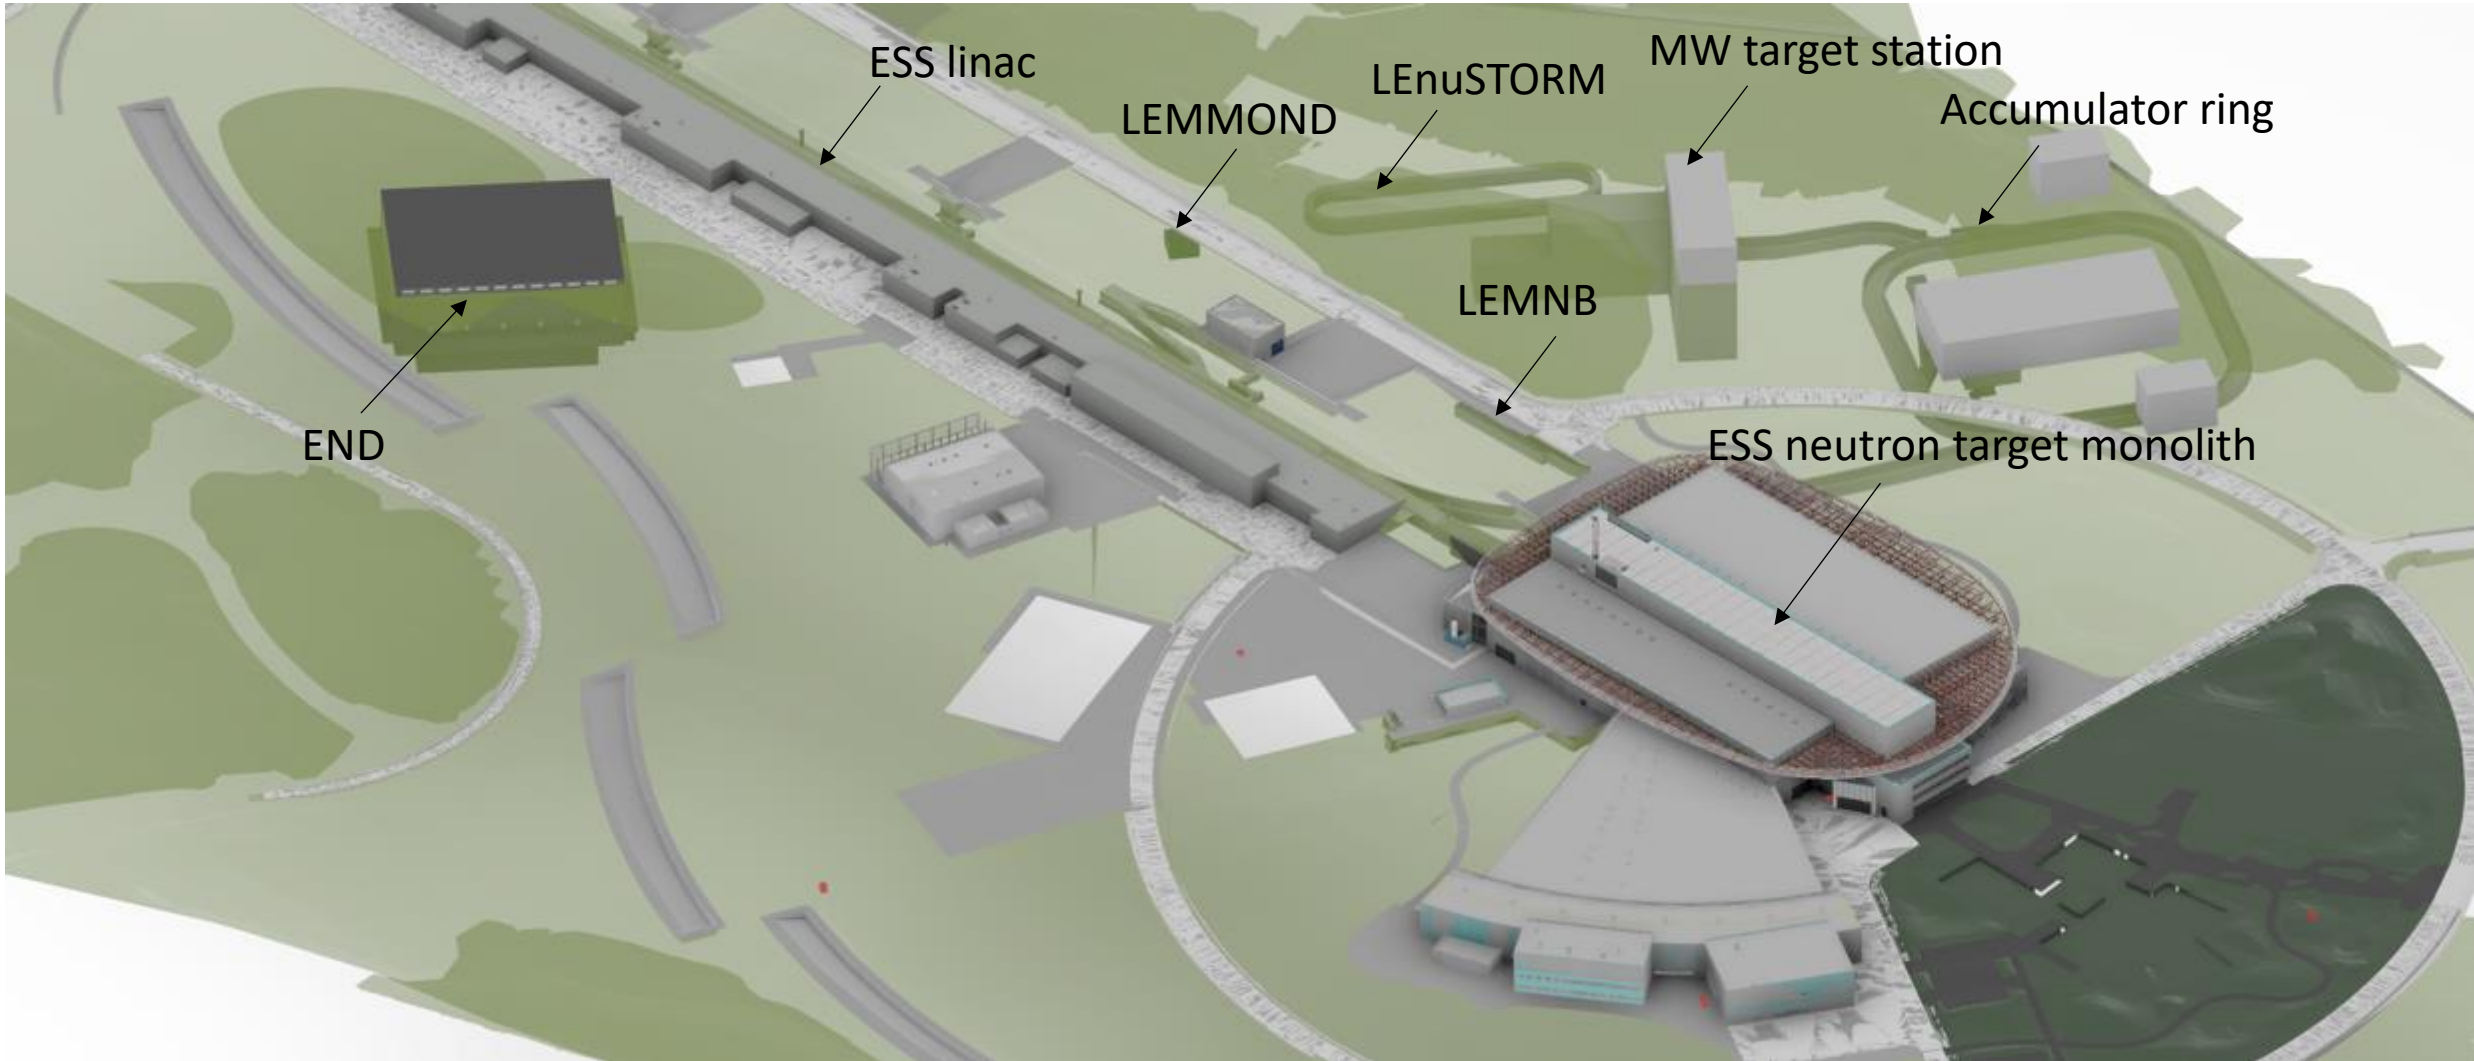 MW target station
ESS linac
LEnuSTORM
Accumulator ring
LEMMOND
LEMNB
END
ESS neutron target monolith